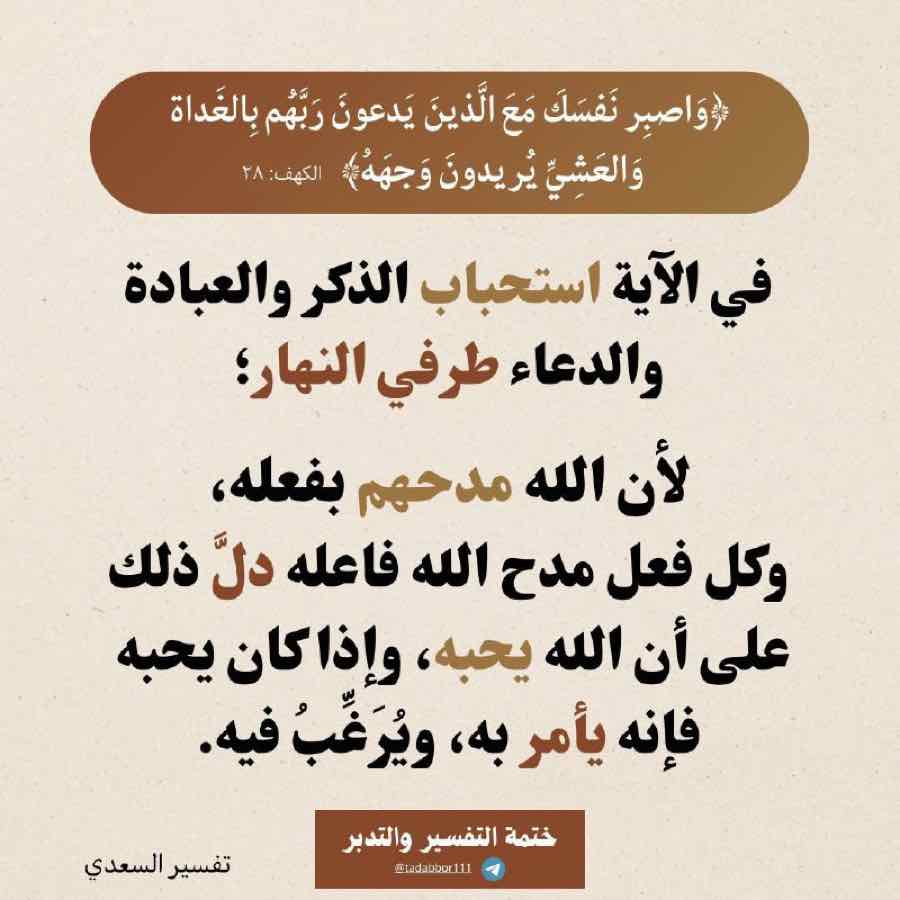 ﴿وَاصبِر نَفسَكَ مَعَ الَّذينَ يَدعونَ رَبَّهُم بِالغَداة
وَالعَشِيِّ يُريدونَ وَجهَهُ﴾ الكهف: ٢٨
في الآية استحباب الذكر والعبادة
والدعاء طرفي النهار؛
لأن الله مدحهم بفعله،
وكل فعل مدح الله فاعله دلَّ ذلك
على أن الله يحبه، وإذا كان يحبه
فإنه يأمر به، ويُرَغِّبُ فيه.
ختمة التفسير والتدبر
@tadabbor111
تفسير السعدي